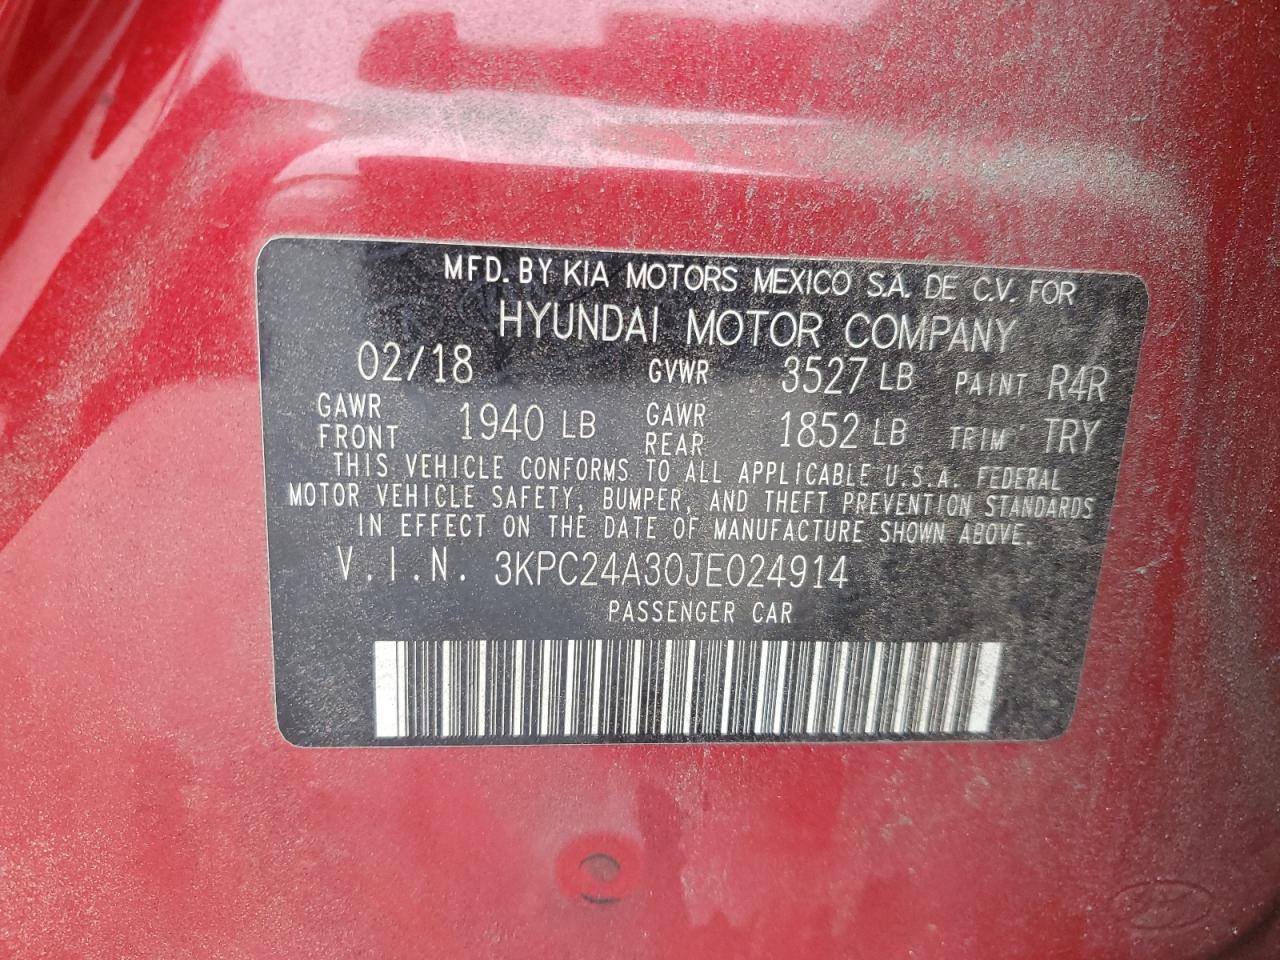 MFD. BY KIA MOTORS MEXICO S.A. DE C.V. FOR
HYUNDAI MOTOR COMPANY
02/18 GVWR 3527 LB PAINT R4R
GAWR FRONT 1940 LB GAWR REAR 1852 LB TRIM TRY
THIS VEHICLE CONFORMS TO ALL APPLICABLE U.S.A. FEDERAL
MOTOR VEHICLE SAFETY, BUMPER, AND THEFT PREVENTION STANDARDS
IN EFFECT ON THE DATE OF MANUFACTURE SHOWN ABOVE.
V.I.N. 3KPC24A30JE024914
PASSENGER CAR